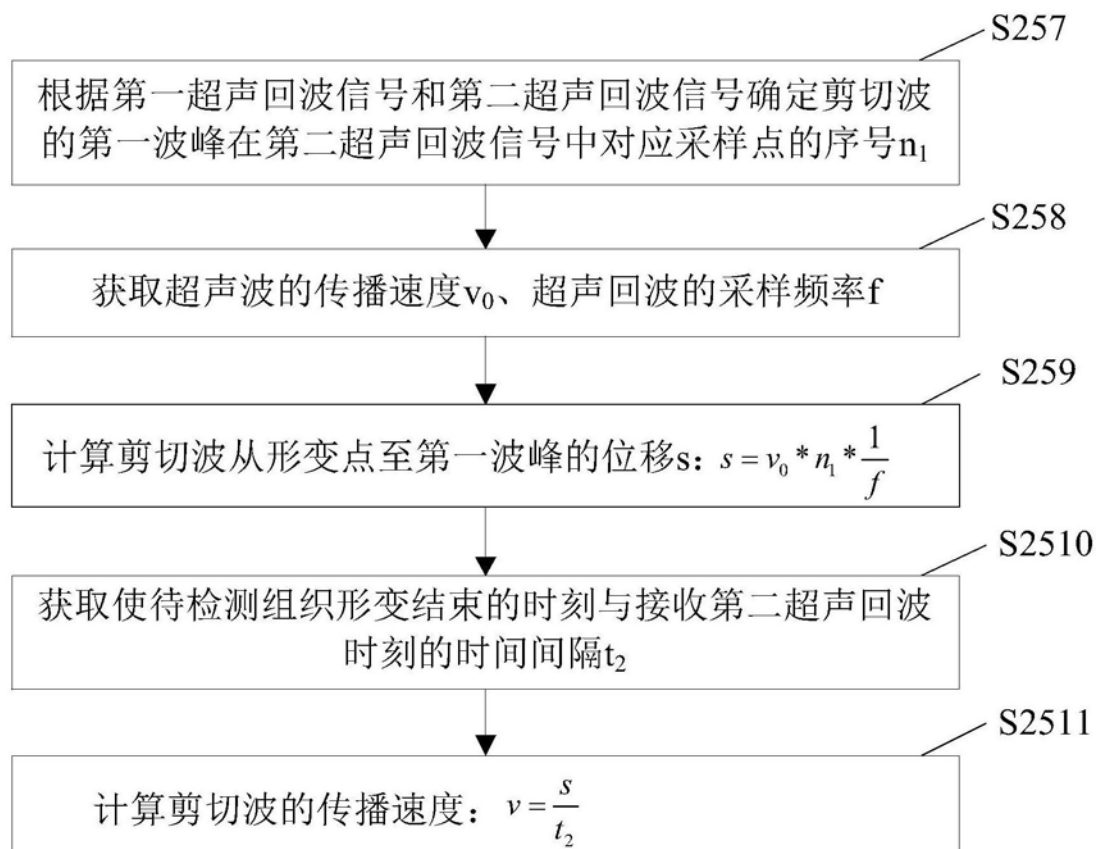 S257
根据第一超声回波信号和第二超声回波信号确定剪切波
的第一波峰在第二超声回波信号中对应采样点的序号n₁
S258
获取超声波的传播速度v₀、超声回波的采样频率f
S259
计算剪切波从形变点至第一波峰的位移s: s = v₀ * n₁ * 1/f
S2510
获取使待检测组织形变结束的时刻与接收第二超声回波
时刻的时间间隔t₂
S2511
计算剪切波的传播速度: v = s/t₂